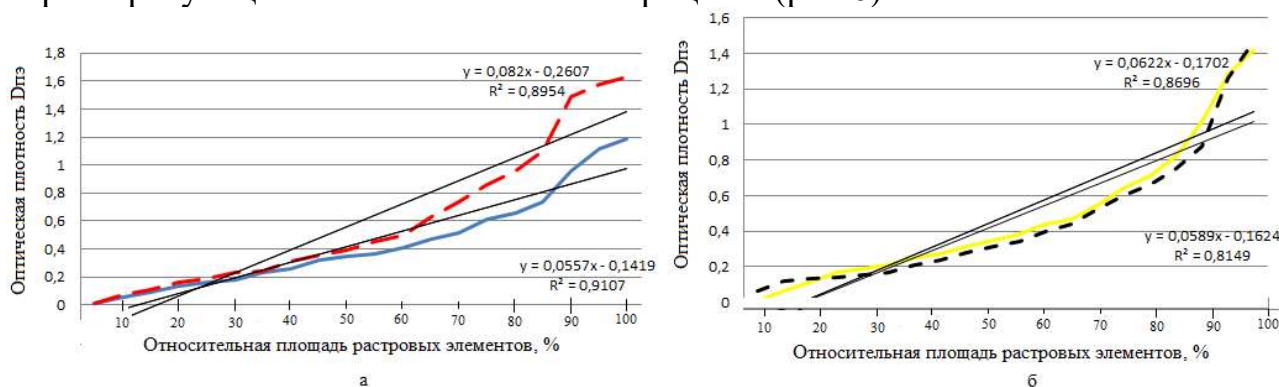 Оптическая плотность Dпэ
1,8
1,6
1,4
1,2
1
0,8
0,6
0,4
0,2
0
y = 0,082x - 0,2607
R² = 0,8954
y = 0,0557x - 0,1419
R² = 0,9107
10 20 30 40 50 60 70 80 90 100
Относительная площадь растровых элементов, %
а
Оптическая плотность Dпэ
1,6
1,4
1,2
1
0,8
0,6
0,4
0,2
0
y = 0,0622x - 0,1702
R² = 0,8696
y = 0,0589x - 0,1624
R² = 0,8149
10 20 30 40 50 60 70 80 90 100
Относительная площадь растровых элементов, %
б